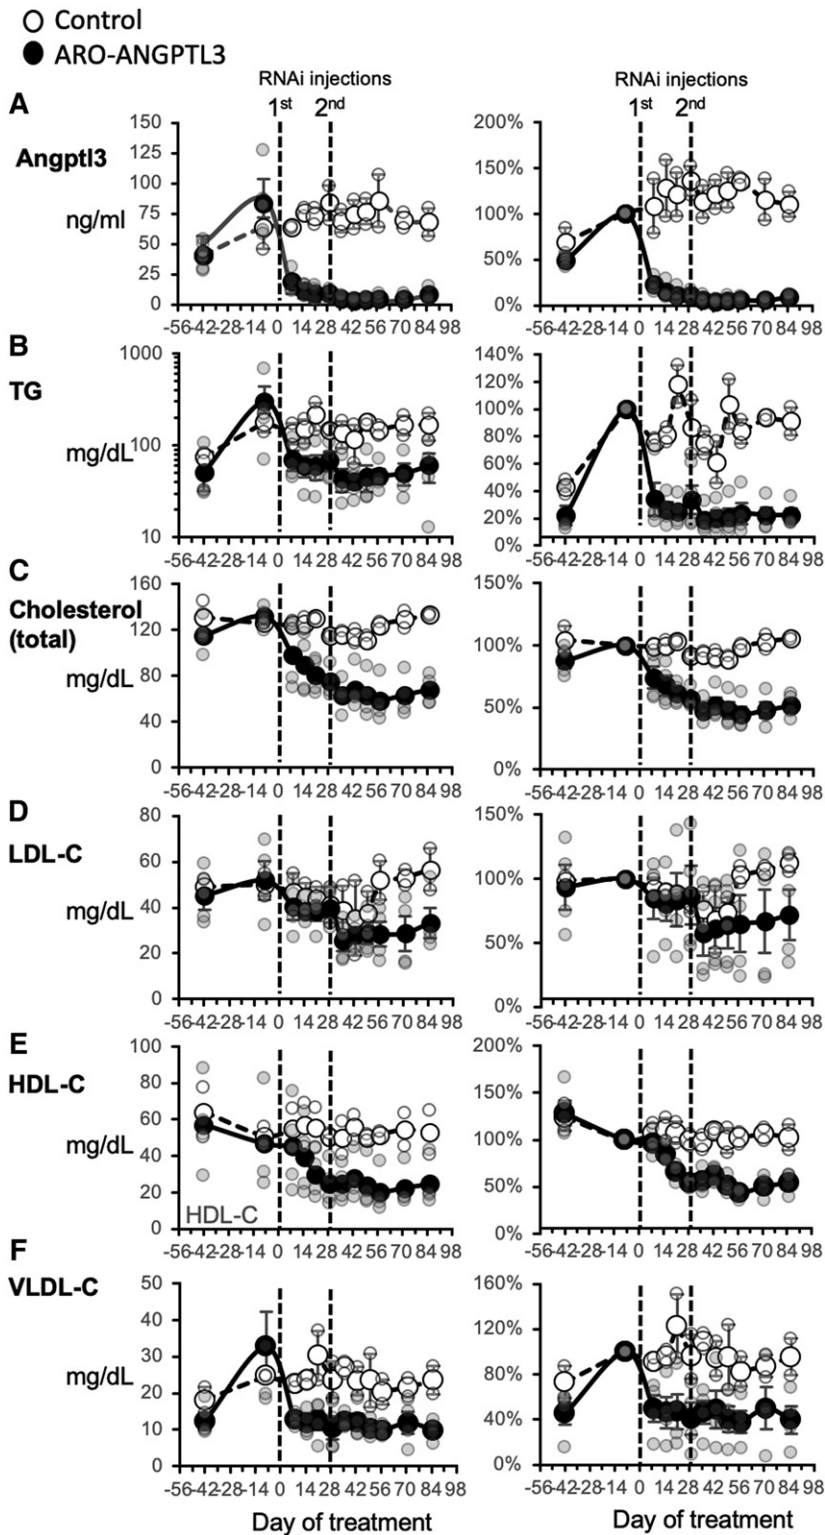 Control
ARO-ANGPTL3
RNAi injections
1st 2nd
RNAi injections
1st 2nd
A
Angptl3
ng/ml
150
125
100
75
50
25
0
-56-42-28-14 0 14 28 42 56 70 84 98
200%
150%
100%
50%
0%
-56-42-28-14 0 14 28 42 56 70 84 98
B
TG
mg/dL
1000
100
10
-56-42-28-14 0 14 28 42 56 70 84 98
140%
120%
100%
80%
60%
40%
20%
0%
-56-42-28-14 0 14 28 42 56 70 84 98
C
Cholesterol
(total)
mg/dL
160
120
80
40
0
-56-42-28-14 0 14 28 42 56 70 84 98
150%
100%
50%
0%
-56-42-28-14 0 14 28 42 56 70 84 98
D
LDL-C
mg/dL
80
60
40
20
0
-56-42-28-14 0 14 28 42 56 70 84 98
150%
100%
50%
0%
-56-42-28-14 0 14 28 42 56 70 84 98
E
HDL-C
mg/dL
100
80
60
40
20
0
HDL-C
-56-42-28-14 0 14 28 42 56 70 84 98
200%
150%
100%
50%
0%
-56-42-28-14 0 14 28 42 56 70 84 98
F
VLDL-C
mg/dL
50
40
30
20
10
0
-56-42-28-14 0 14 28 42 56 70 84 98
Day of treatment
160%
120%
80%
40%
0%
-56-42-28-14 0 14 28 42 56 70 84 98
Day of treatment